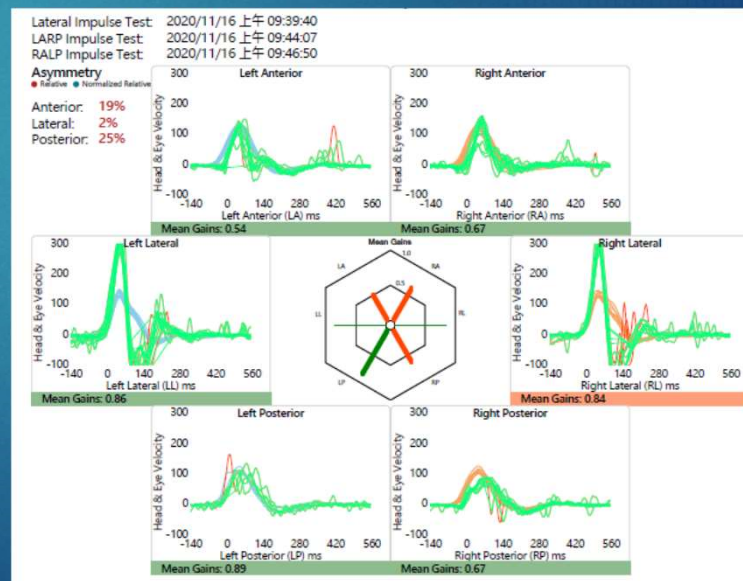 Lateral Impulse Test: 2020/11/16 上午 09:39:40
LARP Impulse Test: 2020/11/16 上午 09:44:07
RALP Impulse Test: 2020/11/16 上午 09:46:50
Asymmetry
Relative Normalized Relative
Anterior: 19%
Lateral: 2%
Posterior: 25%
Left Anterior
Head & Eye Velocity
300
200
100
0
-100
-140 0 140 280 420 560
Left Anterior (LA) ms
Mean Gains: 0.54
Right Anterior
Head & Eye Velocity
300
200
100
0
-100
-140 0 140 280 420 560
Right Anterior (RA) ms
Mean Gains: 0.67
Left Lateral
Head & Eye Velocity
300
200
100
0
-100
-140 0 140 280 420 560
Left Lateral (LL) ms
Mean Gains: 0.86
Mean Gains
1.0
0.5
LA
RA
LL
RL
LP
RP
Right Lateral
Head & Eye Velocity
300
200
100
0
-100
-140 0 140 280 420 560
Right Lateral (RL) ms
Mean Gains: 0.84
Left Posterior
Head & Eye Velocity
300
200
100
0
-100
-140 0 140 280 420 560
Left Posterior (LP) ms
Mean Gains: 0.89
Right Posterior
Head & Eye Velocity
300
200
100
0
-100
-140 0 140 280 420 560
Right Posterior (RP) ms
Mean Gains: 0.67